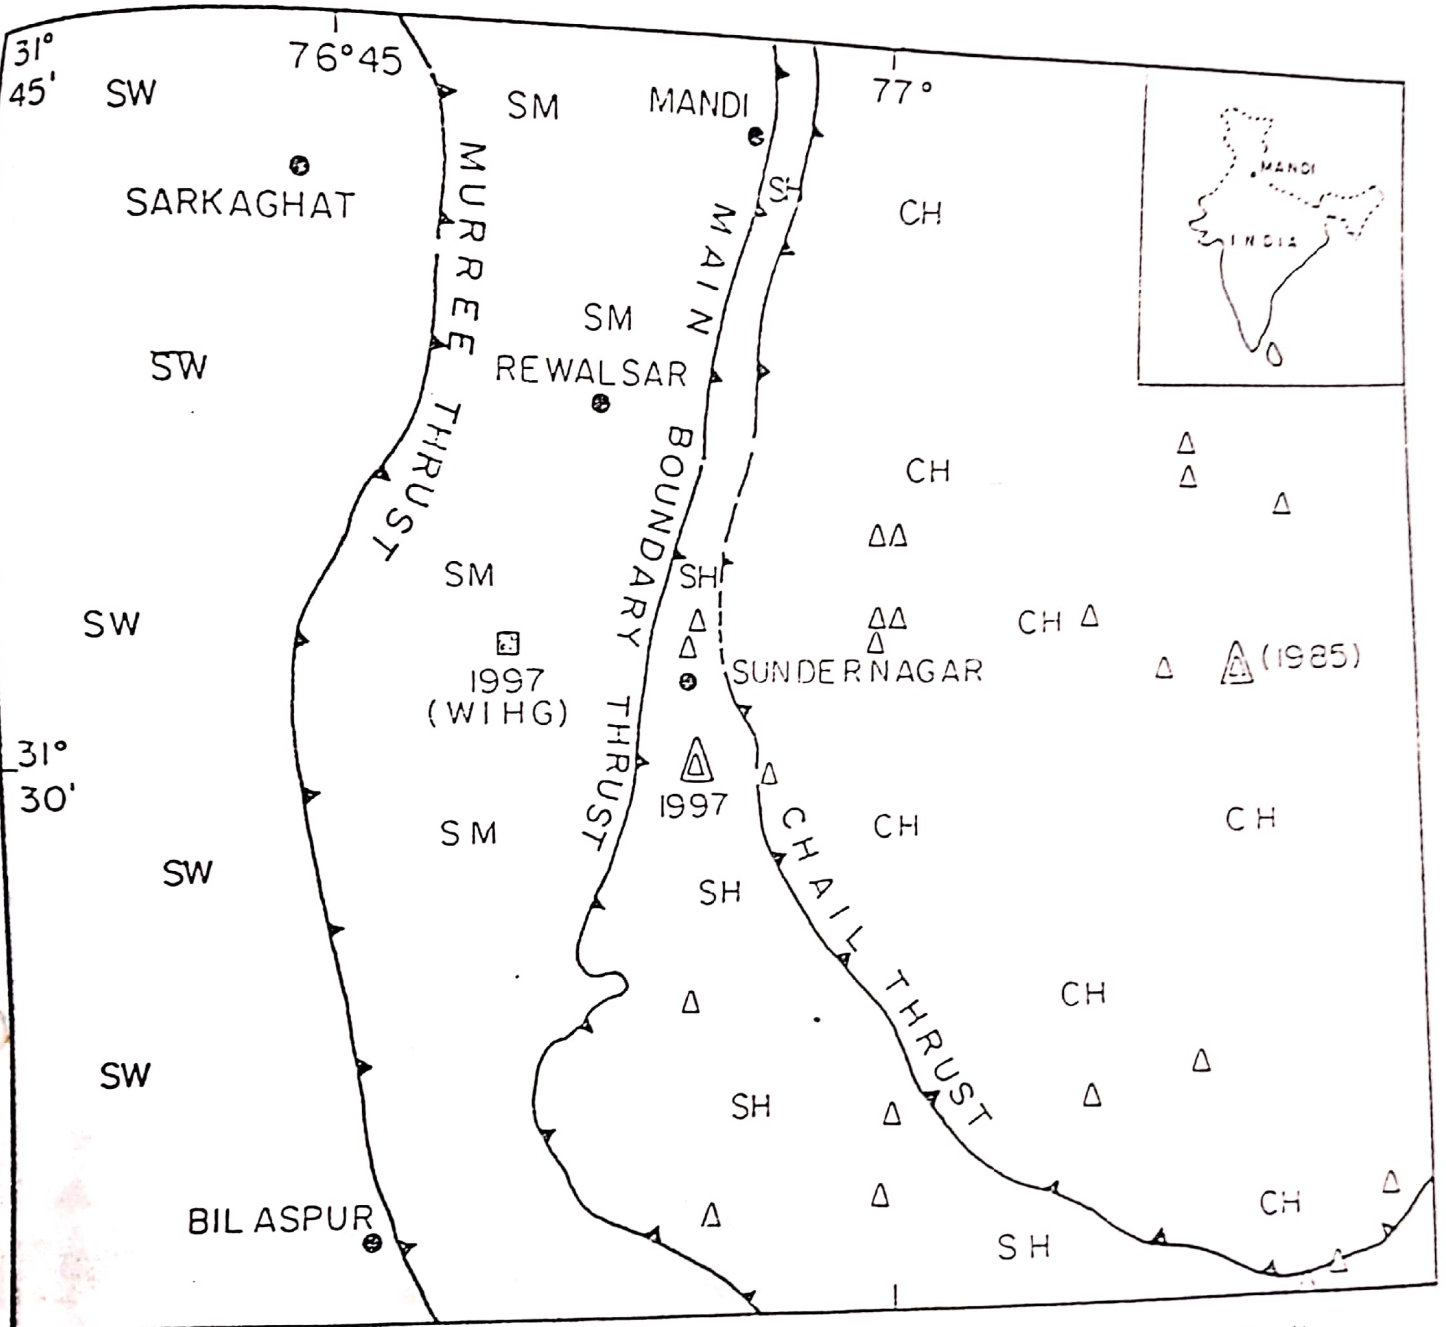 31°
45'
76°45
77°
SW
SM
MANDI
SARKAGHAT
SH
CH
MANDI
INDIA
MURREE THRUST
MAIN BOUNDARY THRUST
SM
SW
REWALSAR
CH
SM
SH
SW
CH
1997
(WIHG)
SUNDERNAGAR
(1985)
31°
30'
1997
SM
CH
CH
CHAIL THRUST
SW
SH
CH
SW
SH
BILASPUR
CH
SH